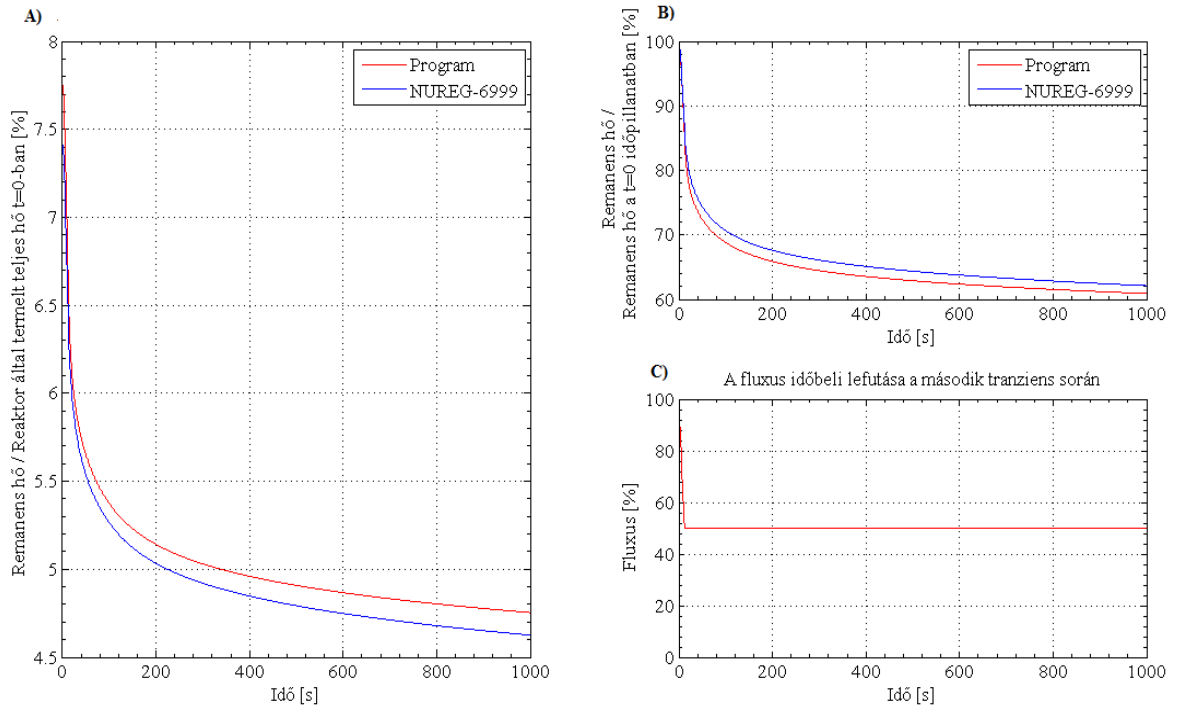 A)
Remanens hő / Reaktor által termelt teljes hő t=0-ban [%]
8
7.5
7
6.5
6
5.5
5
4.5
0 200 400 600 800 1000
Idő [s]
Program
NUREG-6999
B)
Remanens hő /
Remanens hő a t=0 időpillanatban [%]
100
90
80
70
60
0 200 400 600 800 1000
Idő [s]
Program
NUREG-6999
C)
A fluxus időbeli lefutása a második tranziens során
Fluxus [%]
100
80
60
40
20
0
0 200 400 600 800 1000
Idő [s]